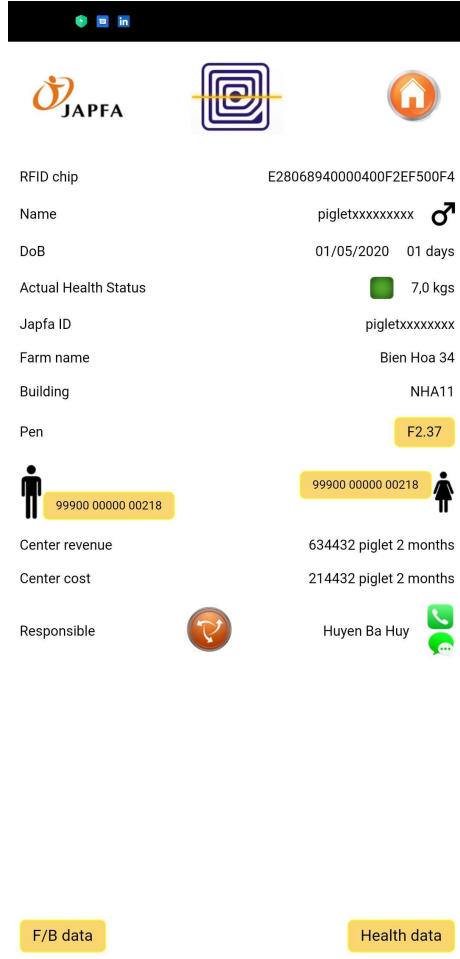 JAPFA
RFID chip E28068940000400F2EF500F4
Name pigletxxxxxxxxx
DoB 01/05/2020 01 days
Actual Health Status 7,0 kgs
Japfa ID pigletxxxxxxxx
Farm name Bien Hoa 34
Building NHA11
Pen F2.37
99900 00000 00218
99900 00000 00218
Center revenue 634432 piglet 2 months
Center cost 214432 piglet 2 months
Responsible Huyen Ba Huy
F/B data Health data